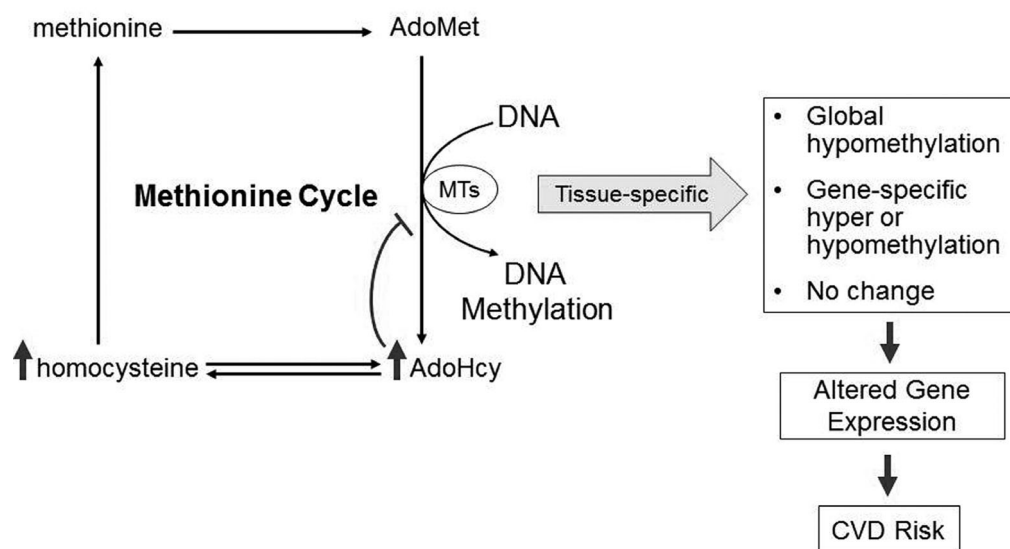 methionine
AdoMet
DNA
Methionine Cycle
MTs
DNA
Methylation
homocysteine
AdoHcy
Tissue-specific
• Global
hypomethylation
• Gene-specific
hyper or
hypomethylation
• No change
Altered Gene
Expression
CVD Risk